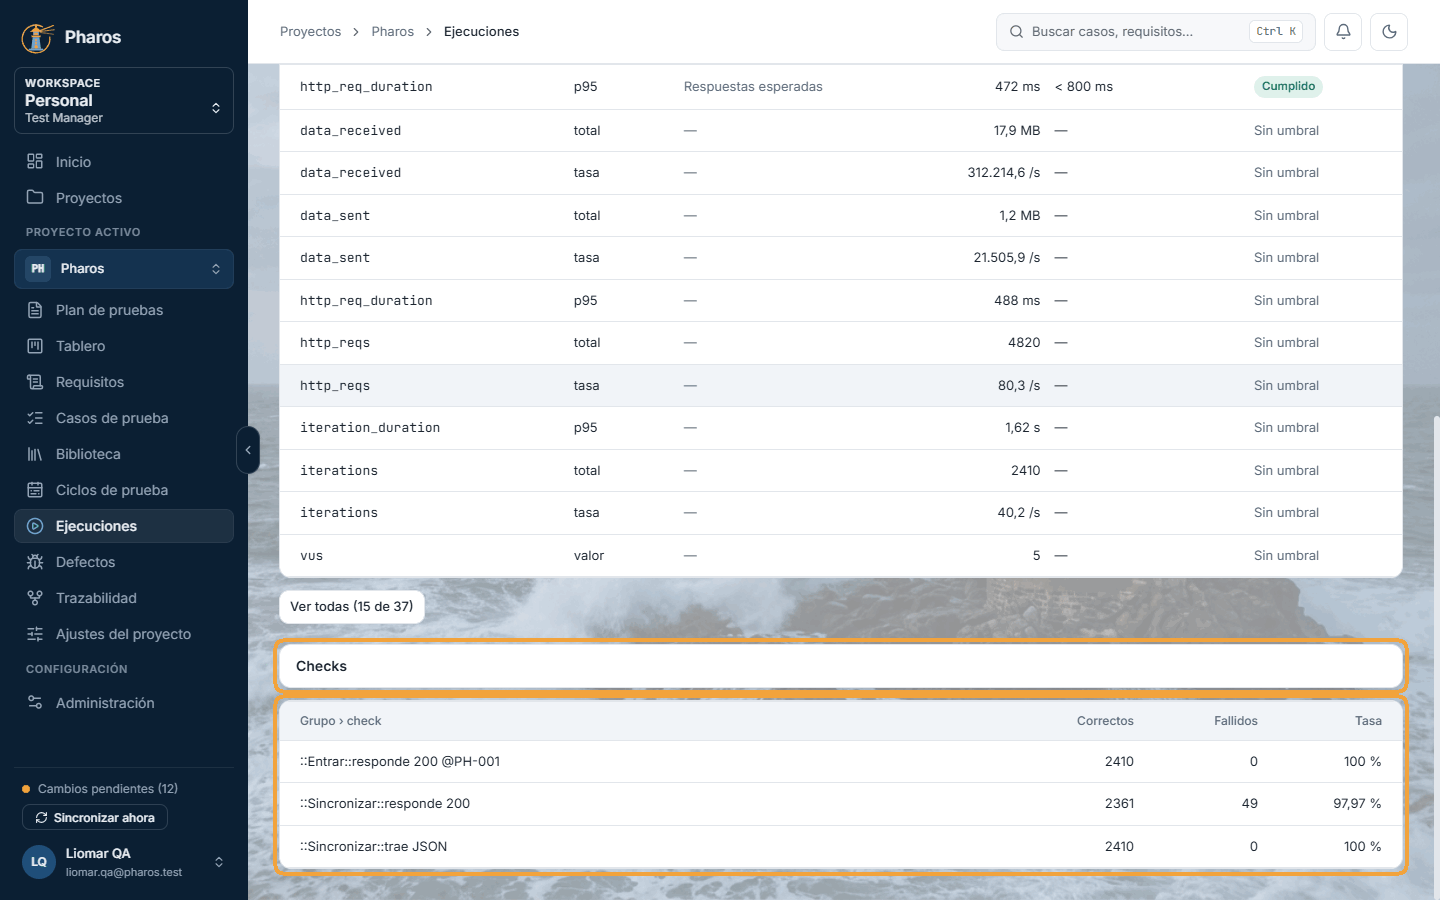 Pharos
WORKSPACE
Personal
Test Manager
Inicio
Proyectos
PROYECTO ACTIVO
PH Pharos
Plan de pruebas
Tablero
Requisitos
Casos de prueba
Biblioteca
Ciclos de prueba
Ejecuciones
Defectos
Trazabilidad
Ajustes del proyecto
CONFIGURACIÓN
Administración
Cambios pendientes (12)
Sincronizar ahora
LQ Liomar QA
liomar.qa@pharos.test
Proyectos > Pharos > Ejecuciones
Buscar casos, requisitos... Ctrl K
http_req_duration p95 Respuestas esperadas 472 ms < 800 ms Cumplido
data_received total — 17,9 MB — Sin umbral
data_received tasa — 312.214,6 /s — Sin umbral
data_sent total — 1,2 MB — Sin umbral
data_sent tasa — 21.505,9 /s — Sin umbral
http_req_duration p95 — 488 ms — Sin umbral
http_reqs total — 4820 — Sin umbral
http_reqs tasa — 80,3 /s — Sin umbral
iteration_duration p95 — 1,62 s — Sin umbral
iterations total — 2410 — Sin umbral
iterations tasa — 40,2 /s — Sin umbral
vus valor — 5 — Sin umbral
Ver todas (15 de 37)
Checks
Grupo › check Correctos Fallidos Tasa
::Entrar::responde 200 @PH-001 2410 0 100 %
::Sincronizar::responde 200 2361 49 97,97 %
::Sincronizar::trae JSON 2410 0 100 %